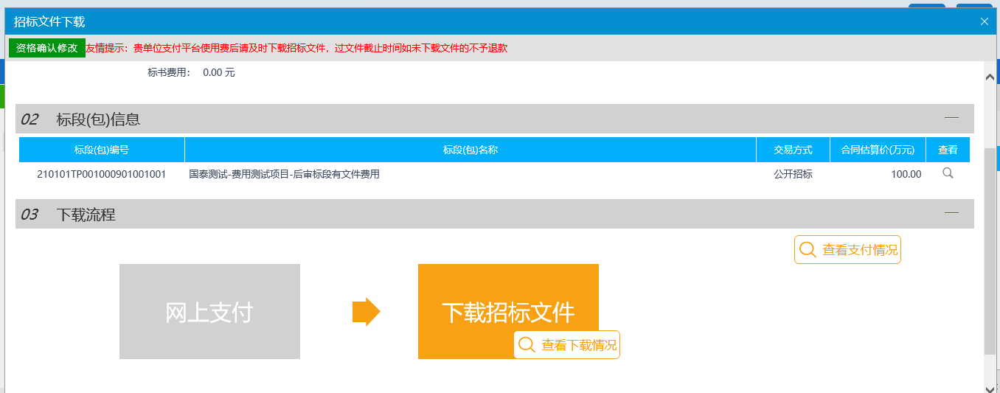 招标文件下载
资格确认修改 友情提示：贵单位支付平台使用费后请及时下载招标文件，过文件截止时间如未下载文件的不予退款
标书费用： 0.00 元
02 标段(包)信息
标段(包)编号 标段(包)名称 交易方式 合同估算价(万元) 查看
210101TP001000901001001 国泰测试-费用测试项目-后审标段有文件费用 公开招标 100.00
03 下载流程
查看支付情况
网上支付 下载招标文件
查看下载情况